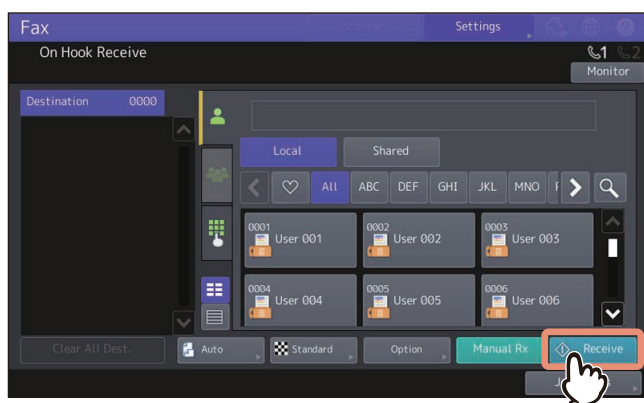 Fax
Storage
Settings
On Hook Receive
1
2
Monitor
Destination 0000
Local
Shared
All
ABC
DEF
GHI
JKL
MNO
0001
User 001
0002
User 002
0003
User 003
0004
User 004
0005
User 005
0006
User 006
Clear All Dest.
Auto
Standard
Option
Manual Rx
Receive